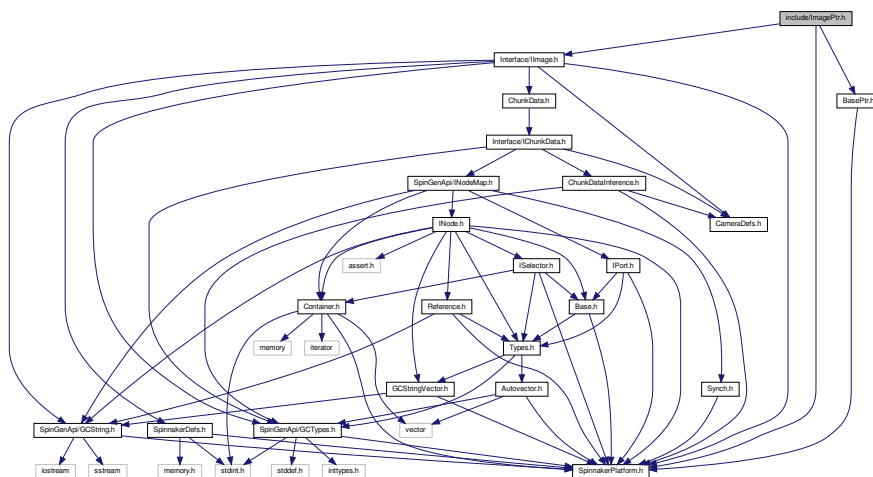 include/ImagePtr.h
Interface/IImage.h
ChunkData.h
BasePtr.h
Interface/IChunkData.h
SpinGenApi/INodeMap.h
ChunkDataInference.h
INode.h
CameraDefs.h
assert.h
ISelector.h
IPort.h
Container.h
Reference.h
Base.h
memory
iterator
Types.h
GCStringVector.h
Autovector.h
Synch.h
SpinGenApi/GCString.h
SpinnakerDefs.h
SpinGenApi/GCTypes.h
vector
iostream
sstream
memory.h
stdint.h
stddef.h
inttypes.h
SpinnakerPlatform.h